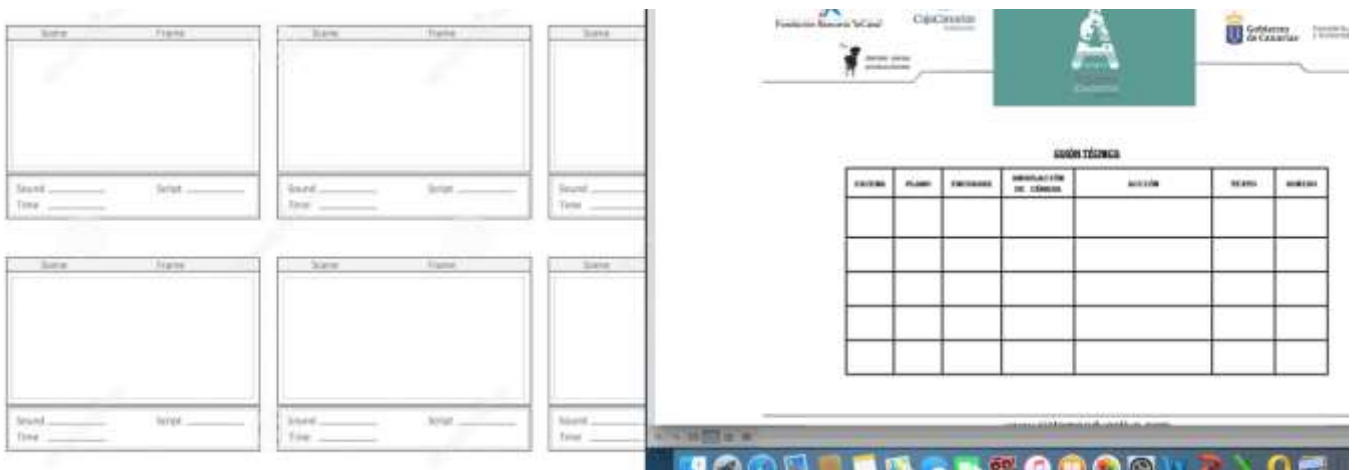 Scene Frame
Scene Frame
Scene
Sound Script
Time
Sound Script
Time
Sound
Time
Scene Frame
Scene Frame
Scene
Sound Script
Time
Sound Script
Time
Sound
Time
CajaCanarias
Gobierno
de Canarias
GUIÓN TÉCNICO
ESCENA PLANO ENCUADRE ANGULACIÓN
DE CÁMARA ACCIÓN TEXTO SONIDO